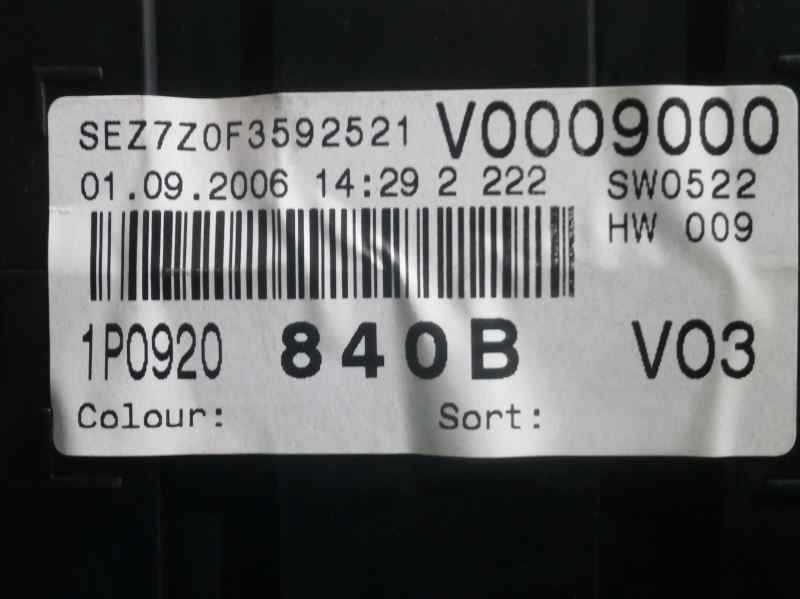 SEZ7Z0F3592521 V0009000
01.09.2006 14:29 2 222 SW0522
HW 009
1P0920 840B V03
Colour: Sort: